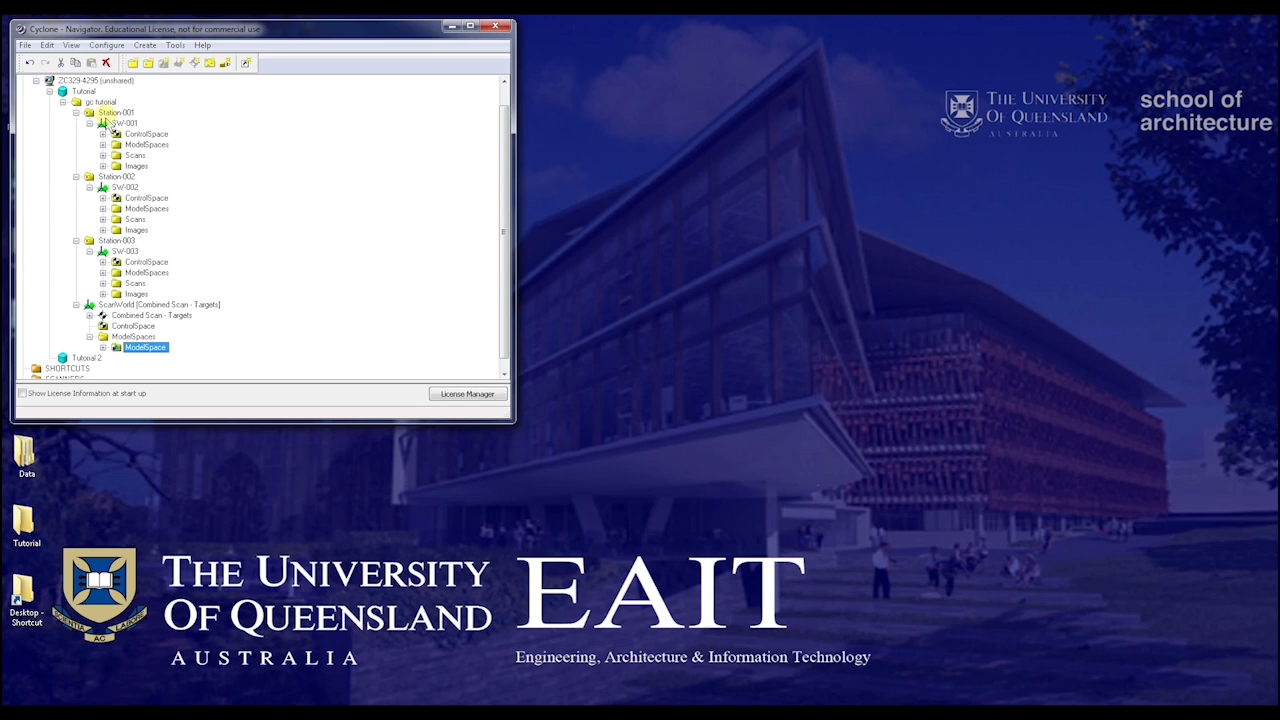 Cyclone - Navigator. Educational License, not for commercial use
File Edit View Configure Create Tools Help
ZC329-4295 (unshared)
Tutorial
gc tutorial
Station-001
SW-001
ControlSpace
ModelSpaces
Scans
Images
Station-002
SW-002
ControlSpace
ModelSpaces
Scans
Images
Station-003
SW-003
ControlSpace
ModelSpaces
Scans
Images
ScanWorld [Combined Scan - Targets]
Combined Scan - Targets
ControlSpace
ModelSpaces
ModelSpace
Tutorial 2
SHORTCUTS
Show License Information at start up
License Manager
THE UNIVERSITY
OF QUEENSLAND
AUSTRALIA
school of
architecture
Data
Tutorial
Desktop -
Shortcut
SCIENTIA AC LABORE
THE UNIVERSITY
OF QUEENSLAND
AUSTRALIA
EAIT
Engineering, Architecture & Information Technology